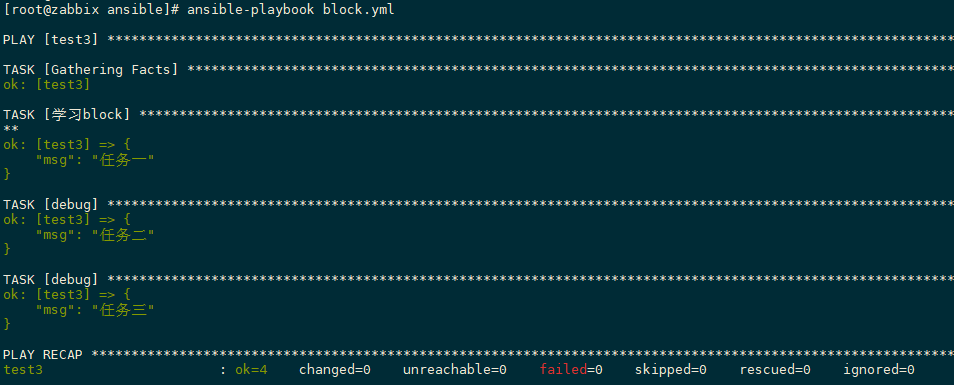 [root@zabbix ansible]# ansible-playbook block.yml
PLAY [test3] **********************************************************************************************************
TASK [Gathering Facts] ************************************************************************************************
ok: [test3]
TASK [学习block] ******************************************************************************************************
**
ok: [test3] => {
    "msg": "任务一"
}
TASK [debug] **********************************************************************************************************
ok: [test3] => {
    "msg": "任务二"
}
TASK [debug] **********************************************************************************************************
ok: [test3] => {
    "msg": "任务三"
}
PLAY RECAP ************************************************************************************************************
test3                      : ok=4    changed=0    unreachable=0    failed=0    skipped=0    rescued=0    ignored=0